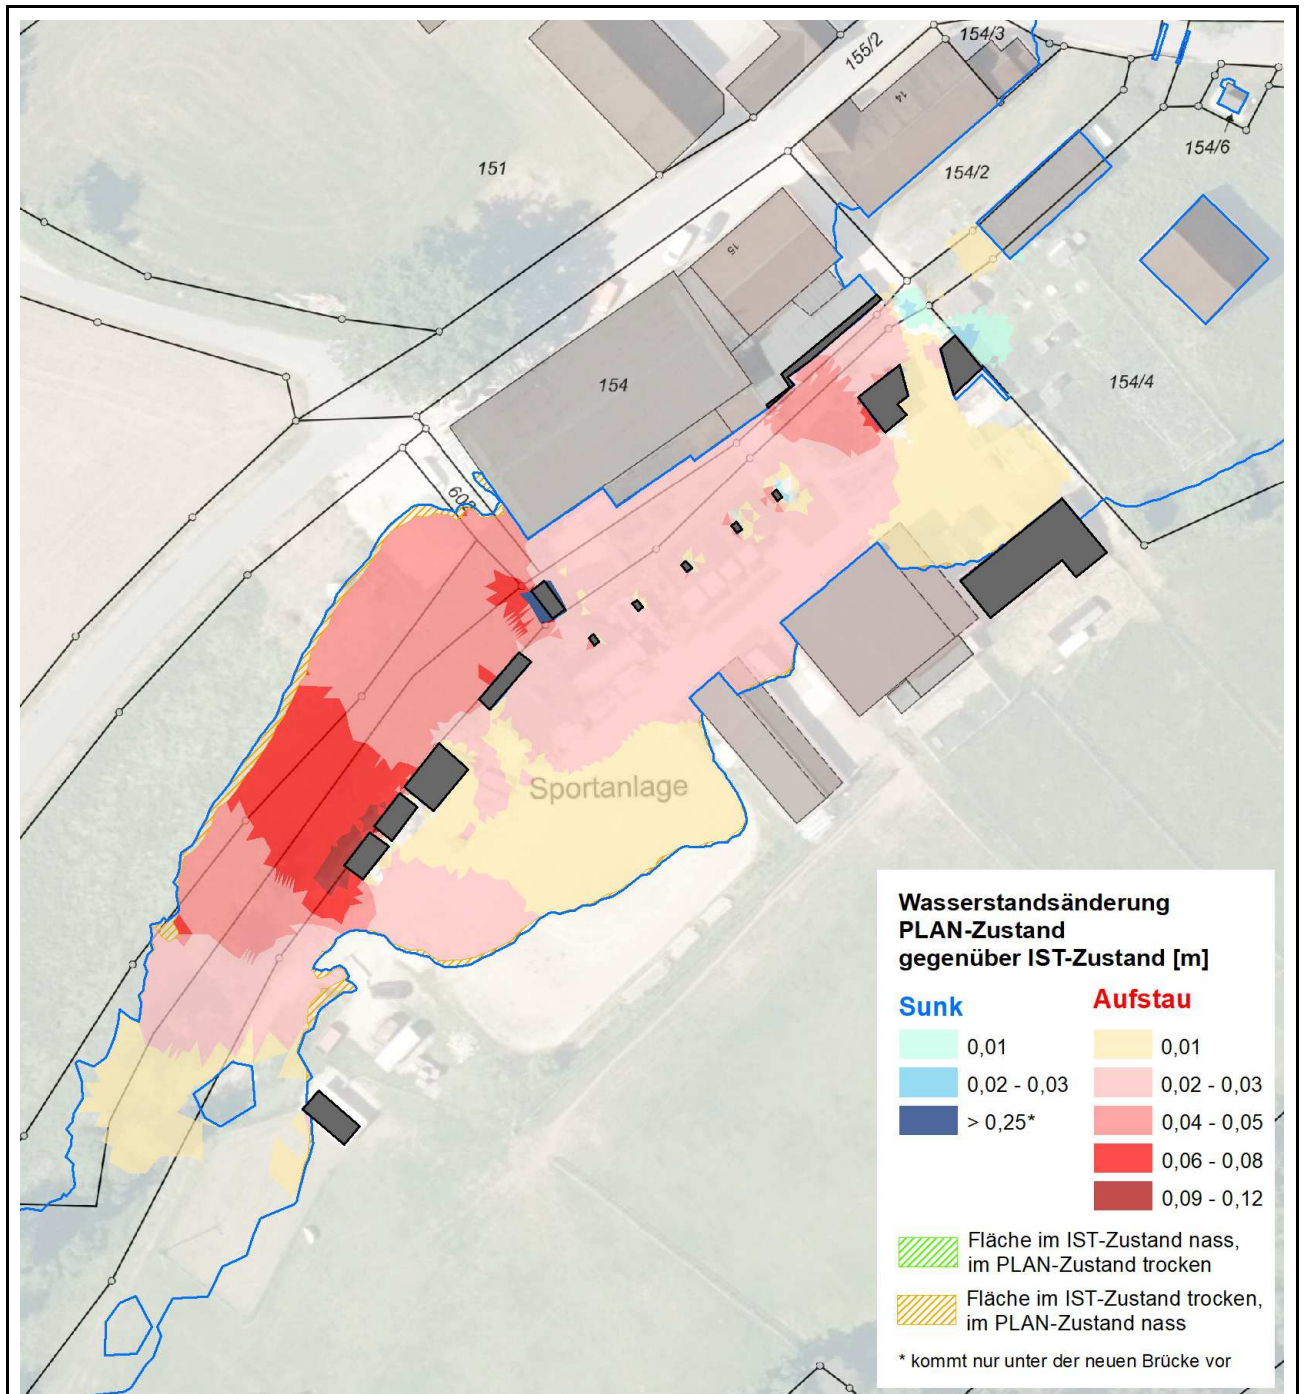 154/3
155/2
14
151
154/2
154/6
15
154
154/4
Sportanlage
Wasserstandsänderung
PLAN-Zustand
gegenüber IST-Zustand [m]
Sunk
Aufstau
0,01
0,01
0,02 - 0,03
0,02 - 0,03
> 0,25*
0,04 - 0,05
0,06 - 0,08
0,09 - 0,12
Fläche im IST-Zustand nass,
im PLAN-Zustand trocken
Fläche im IST-Zustand trocken,
im PLAN-Zustand nass
* kommt nur unter der neuen Brücke vor